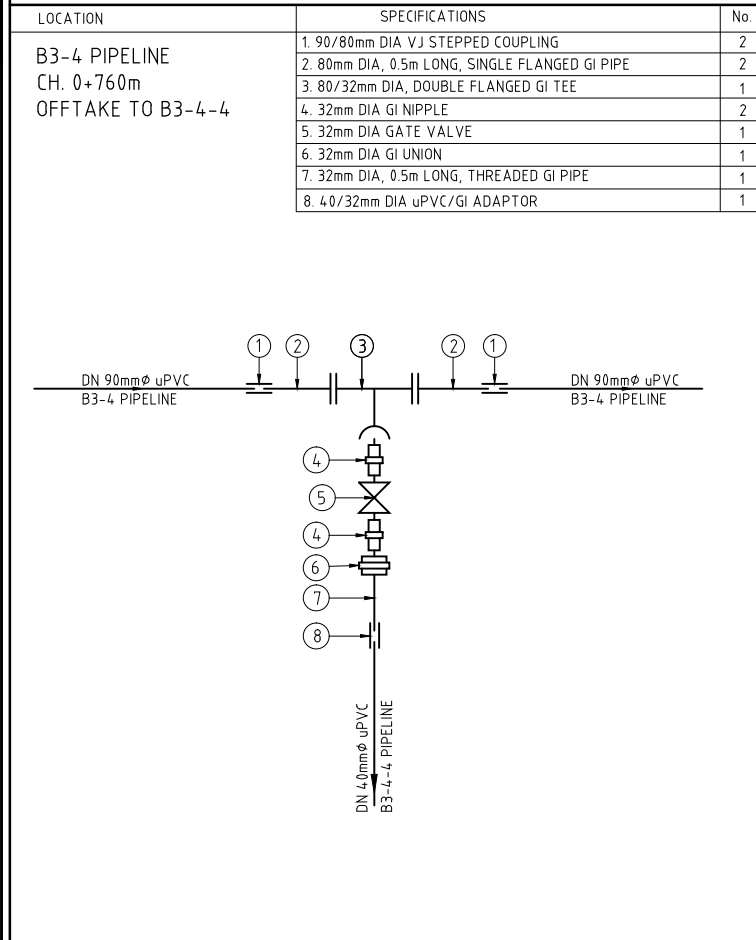 LOCATION SPECIFICATIONS No.
B3-4 PIPELINE
CH. 0+760m
OFFTAKE TO B3-4-4
1. 90/80mm DIA VJ STEPPED COUPLING 2
2. 80mm DIA, 0.5m LONG, SINGLE FLANGED GI PIPE 2
3. 80/32mm DIA, DOUBLE FLANGED GI TEE 1
4. 32mm DIA GI NIPPLE 2
5. 32mm DIA GATE VALVE 1
6. 32mm DIA GI UNION 1
7. 32mm DIA, 0.5m LONG, THREADED GI PIPE 1
8. 40/32mm DIA uPVC/GI ADAPTOR 1
1 2 3 2 1
DN 90mmØ uPVC DN 90mmØ uPVC
B3-4 PIPELINE B3-4 PIPELINE
4
5
4
6
7
8
DN 40mmØ uPVC
B3-4-4 PIPELINE